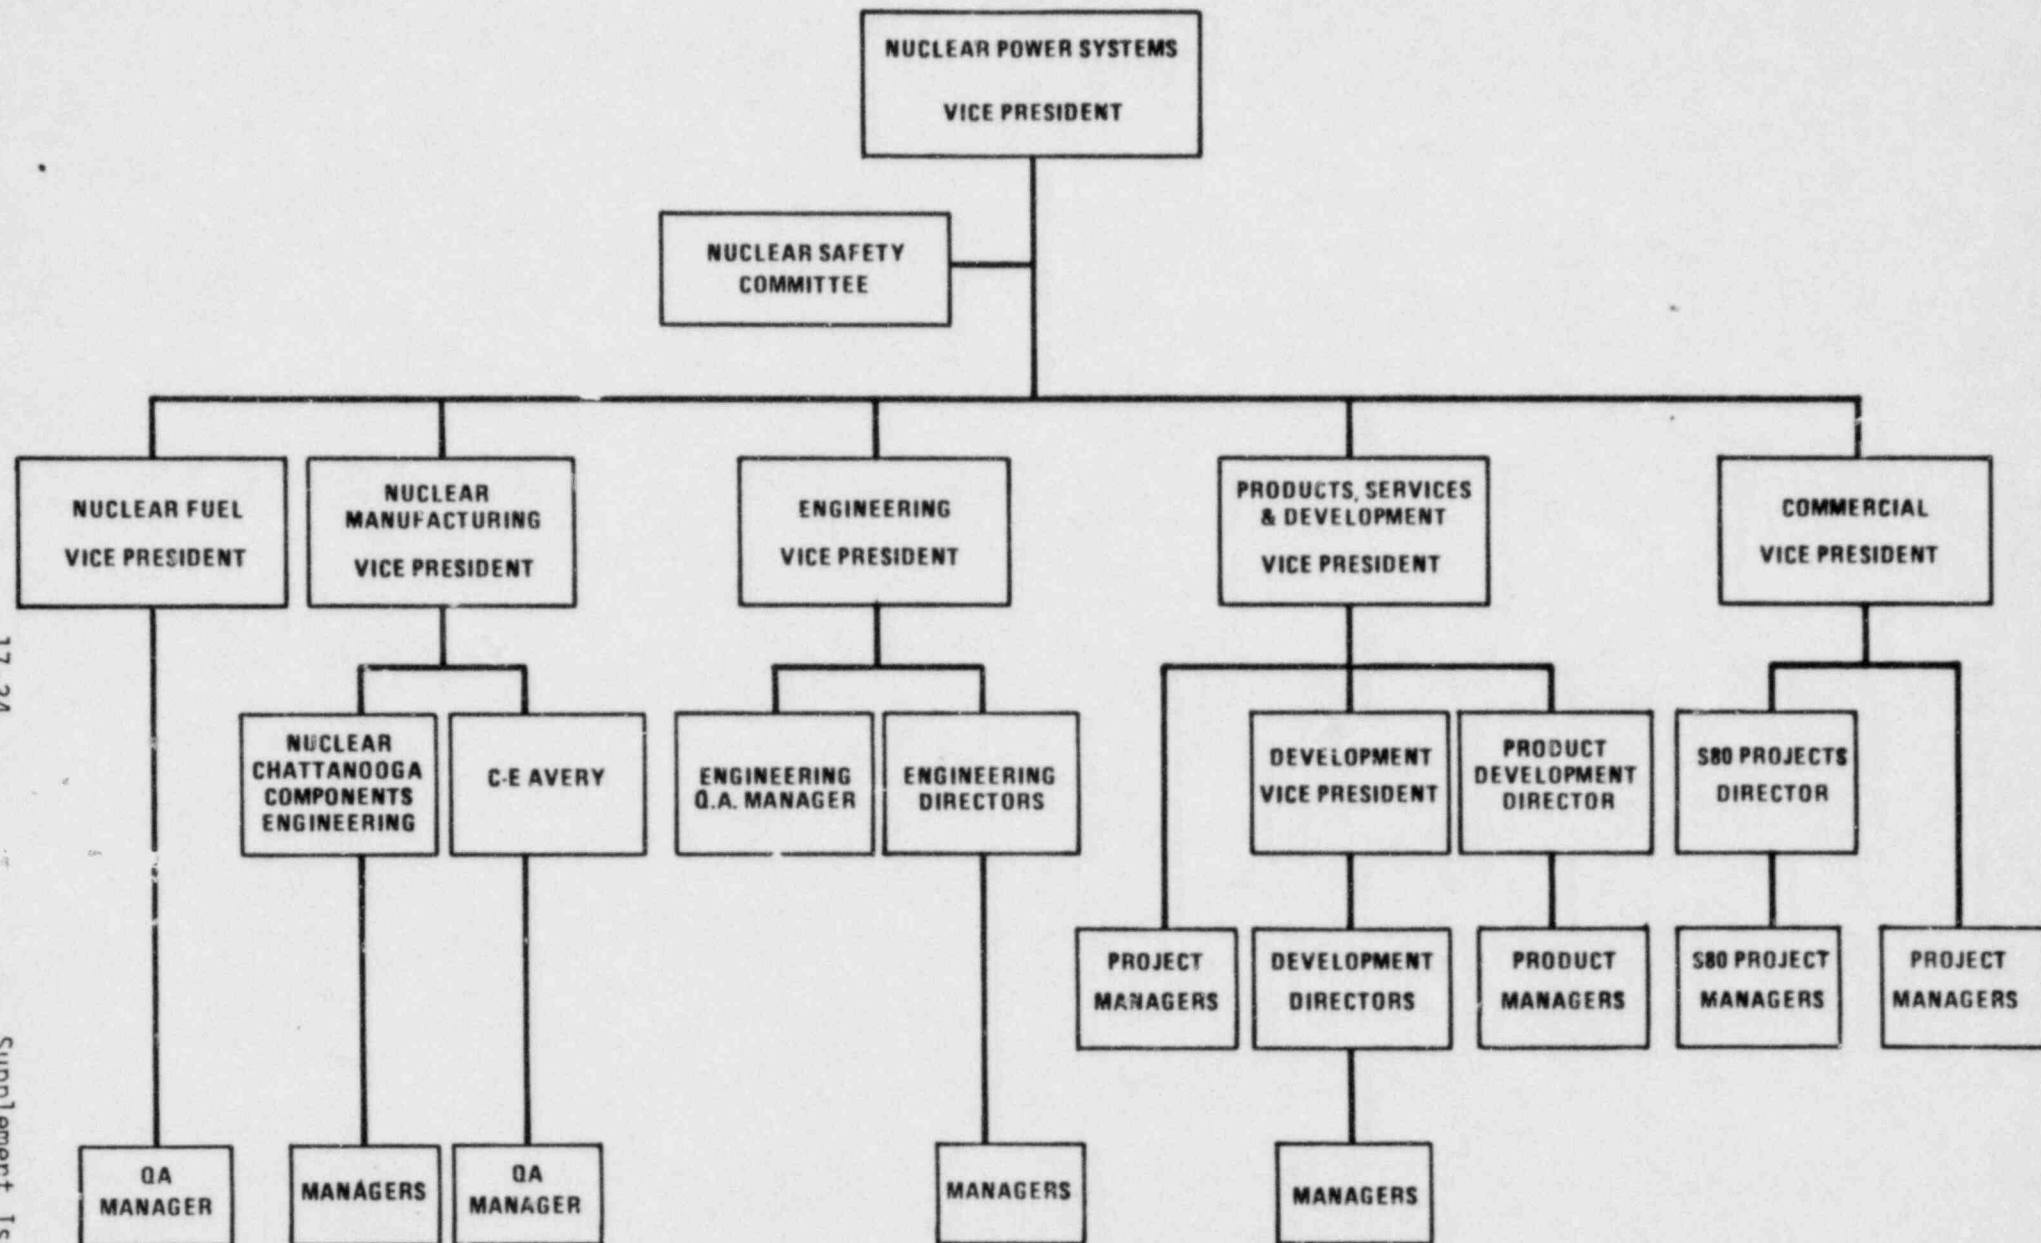 NUCLEAR POWER SYSTEMS
VICE PRESIDENT
NUCLEAR SAFETY
COMMITTEE
NUCLEAR FUEL
VICE PRESIDENT
NUCLEAR
MANUFACTURING
VICE PRESIDENT
ENGINEERING
VICE PRESIDENT
PRODUCTS, SERVICES
& DEVELOPMENT
VICE PRESIDENT
COMMERCIAL
VICE PRESIDENT
NUCLEAR
CHATTANOOGA
COMPONENTS
ENGINEERING
C-E AVERY
ENGINEERING
Q.A. MANAGER
ENGINEERING
DIRECTORS
DEVELOPMENT
VICE PRESIDENT
PRODUCT
DEVELOPMENT
DIRECTOR
S80 PROJECTS
DIRECTOR
PROJECT
MANAGERS
DEVELOPMENT
DIRECTORS
PRODUCT
MANAGERS
S80 PROJECT
MANAGERS
PROJECT
MANAGERS
QA
MANAGER
MANAGERS
QA
MANAGER
MANAGERS
MANAGERS
Supplement